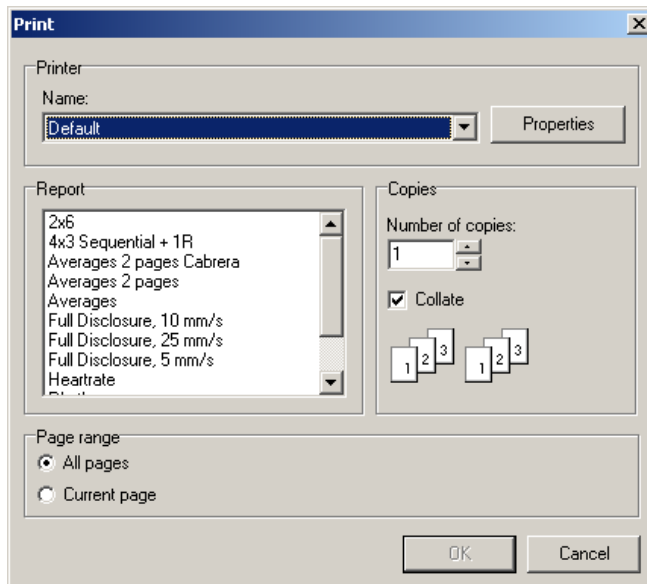 Print
Printer
Name:
Default
Properties
Report
2x6
4x3 Sequential + 1R
Averages 2 pages Cabrera
Averages 2 pages
Averages
Full Disclosure, 10 mm/s
Full Disclosure, 25 mm/s
Full Disclosure, 5 mm/s
Heartrate
Copies
Number of copies:
1
Collate
1 2 3 1 2 3
Page range
All pages
Current page
OK
Cancel